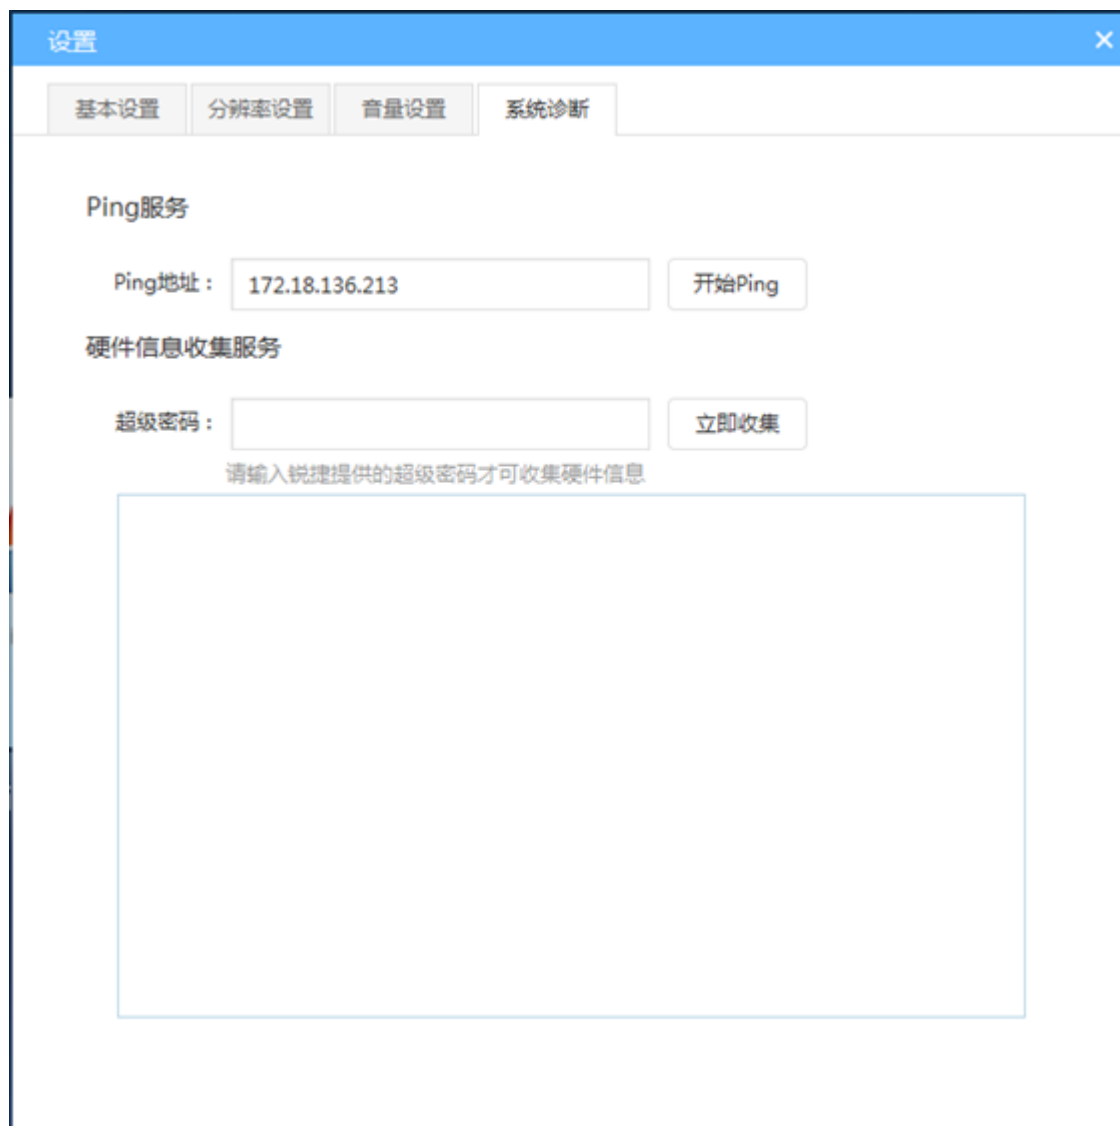 设置
基本设置 分辨率设置 音量设置 系统诊断
Ping服务
Ping地址： 172.18.136.213 开始Ping
硬件信息收集服务
超级密码： 立即收集
请输入锐捷提供的超级密码才可收集硬件信息